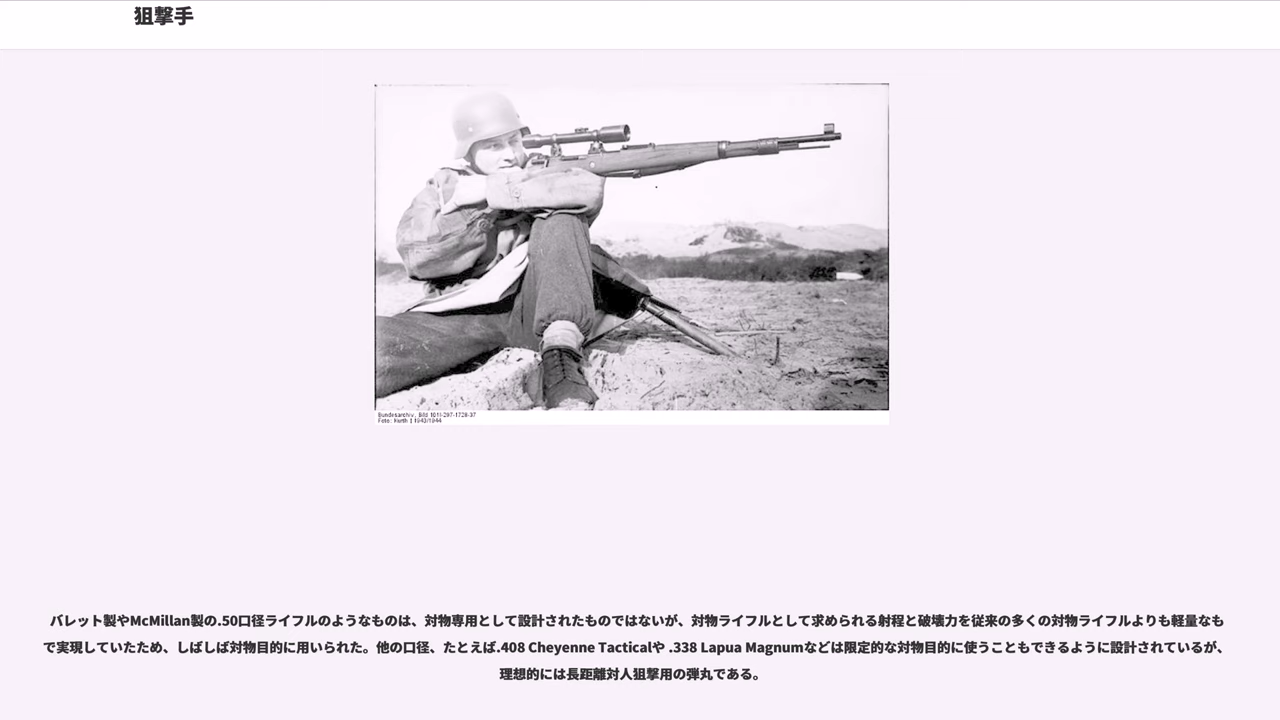 狙撃手
Bundesarchiv, Bild 101I-297-1728-37
Foto: Kurth | 1943/1944
バレット製やMcMillan製の.50口径ライフルのようなものは、対物専用として設計されたものではないが、対物ライフルとして求められる射程と破壊力を従来の多くの対物ライフルよりも軽量なも
で実現していたため、しばしば対物目的に用いられた。他の口径、たとえば.408 Cheyenne Tacticalや .338 Lapua Magnumなどは限定的な対物目的に使うこともできるように設計されているが、
理想的には長距離対人狙撃用の弾丸である。